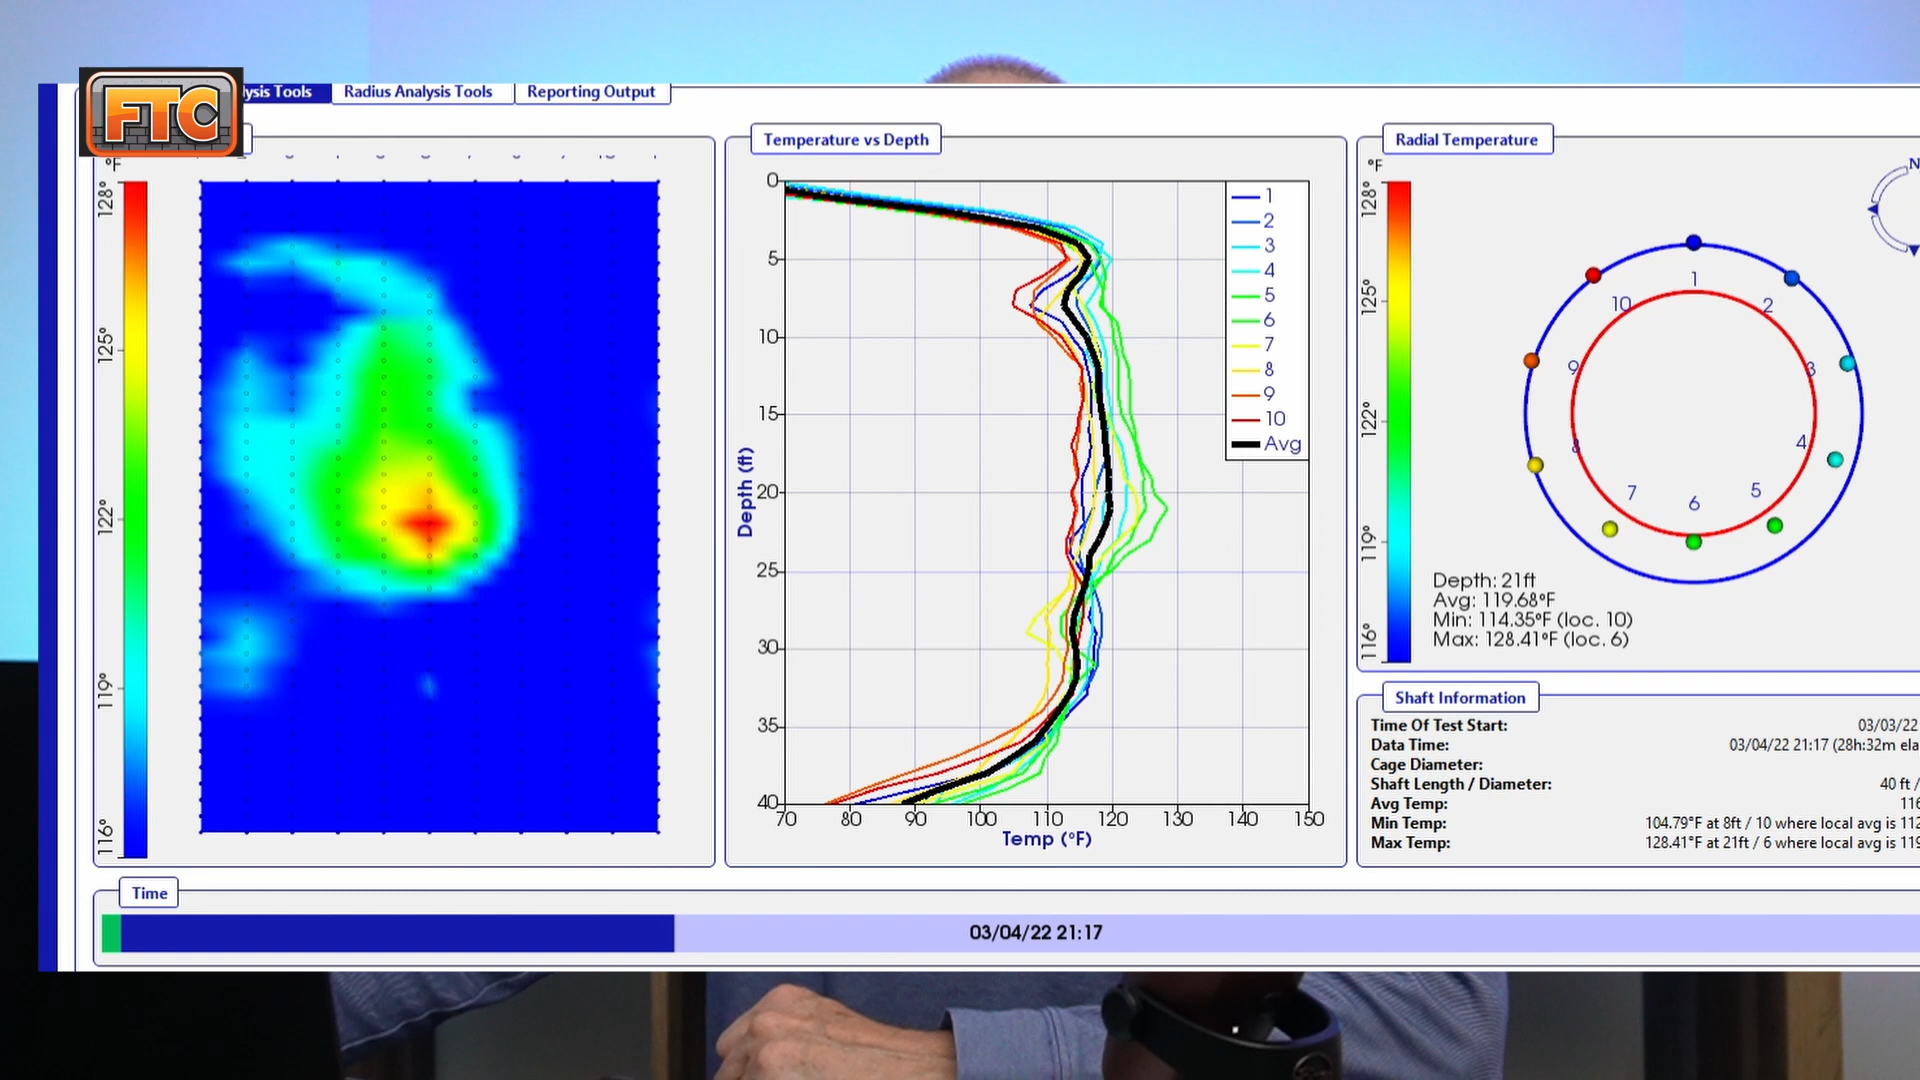 FTC
ysis Tools
Radius Analysis Tools
Reporting Output
°F
128°
125°
122°
119°
116°
Temperature vs Depth
0
5
10
15
20
25
30
35
40
Depth (ft)
70 80 90 100 110 120 130 140 150
Temp (°F)
1
2
3
4
5
6
7
8
9
10
Avg
Radial Temperature
°F
128°
125°
122°
119°
116°
N
1
2
3
4
5
6
7
8
9
10
Depth: 21ft
Avg: 119.68°F
Min: 114.35°F (loc. 10)
Max: 128.41°F (loc. 6)
Shaft Information
Time Of Test Start: 03/03/22
Data Time: 03/04/22 21:17 (28h:32m ela
Cage Diameter:
Shaft Length / Diameter: 40 ft /
Avg Temp: 116
Min Temp: 104.79°F at 8ft / 10 where local avg is 112
Max Temp: 128.41°F at 21ft / 6 where local avg is 119
Time
03/04/22 21:17